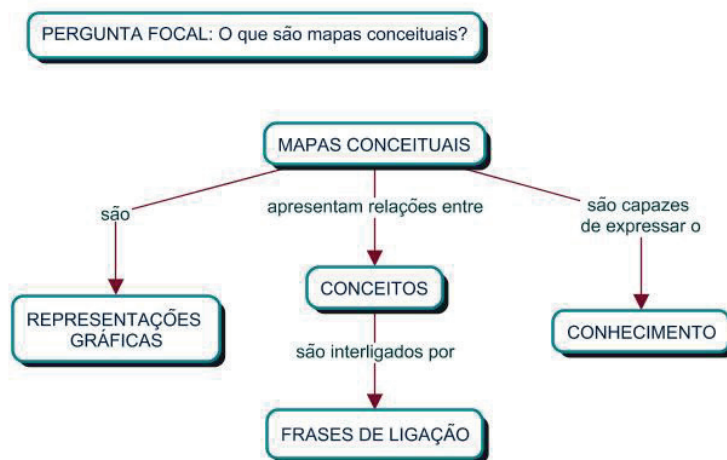 PERGUNTA FOCAL: O que são mapas conceituais?
MAPAS CONCEITUAIS
são
apresentam relações entre
são capazes
de expressar o
REPRESENTAÇÕES
GRÁFICAS
CONCEITOS
CONHECIMENTO
são interligados por
FRASES DE LIGAÇÃO